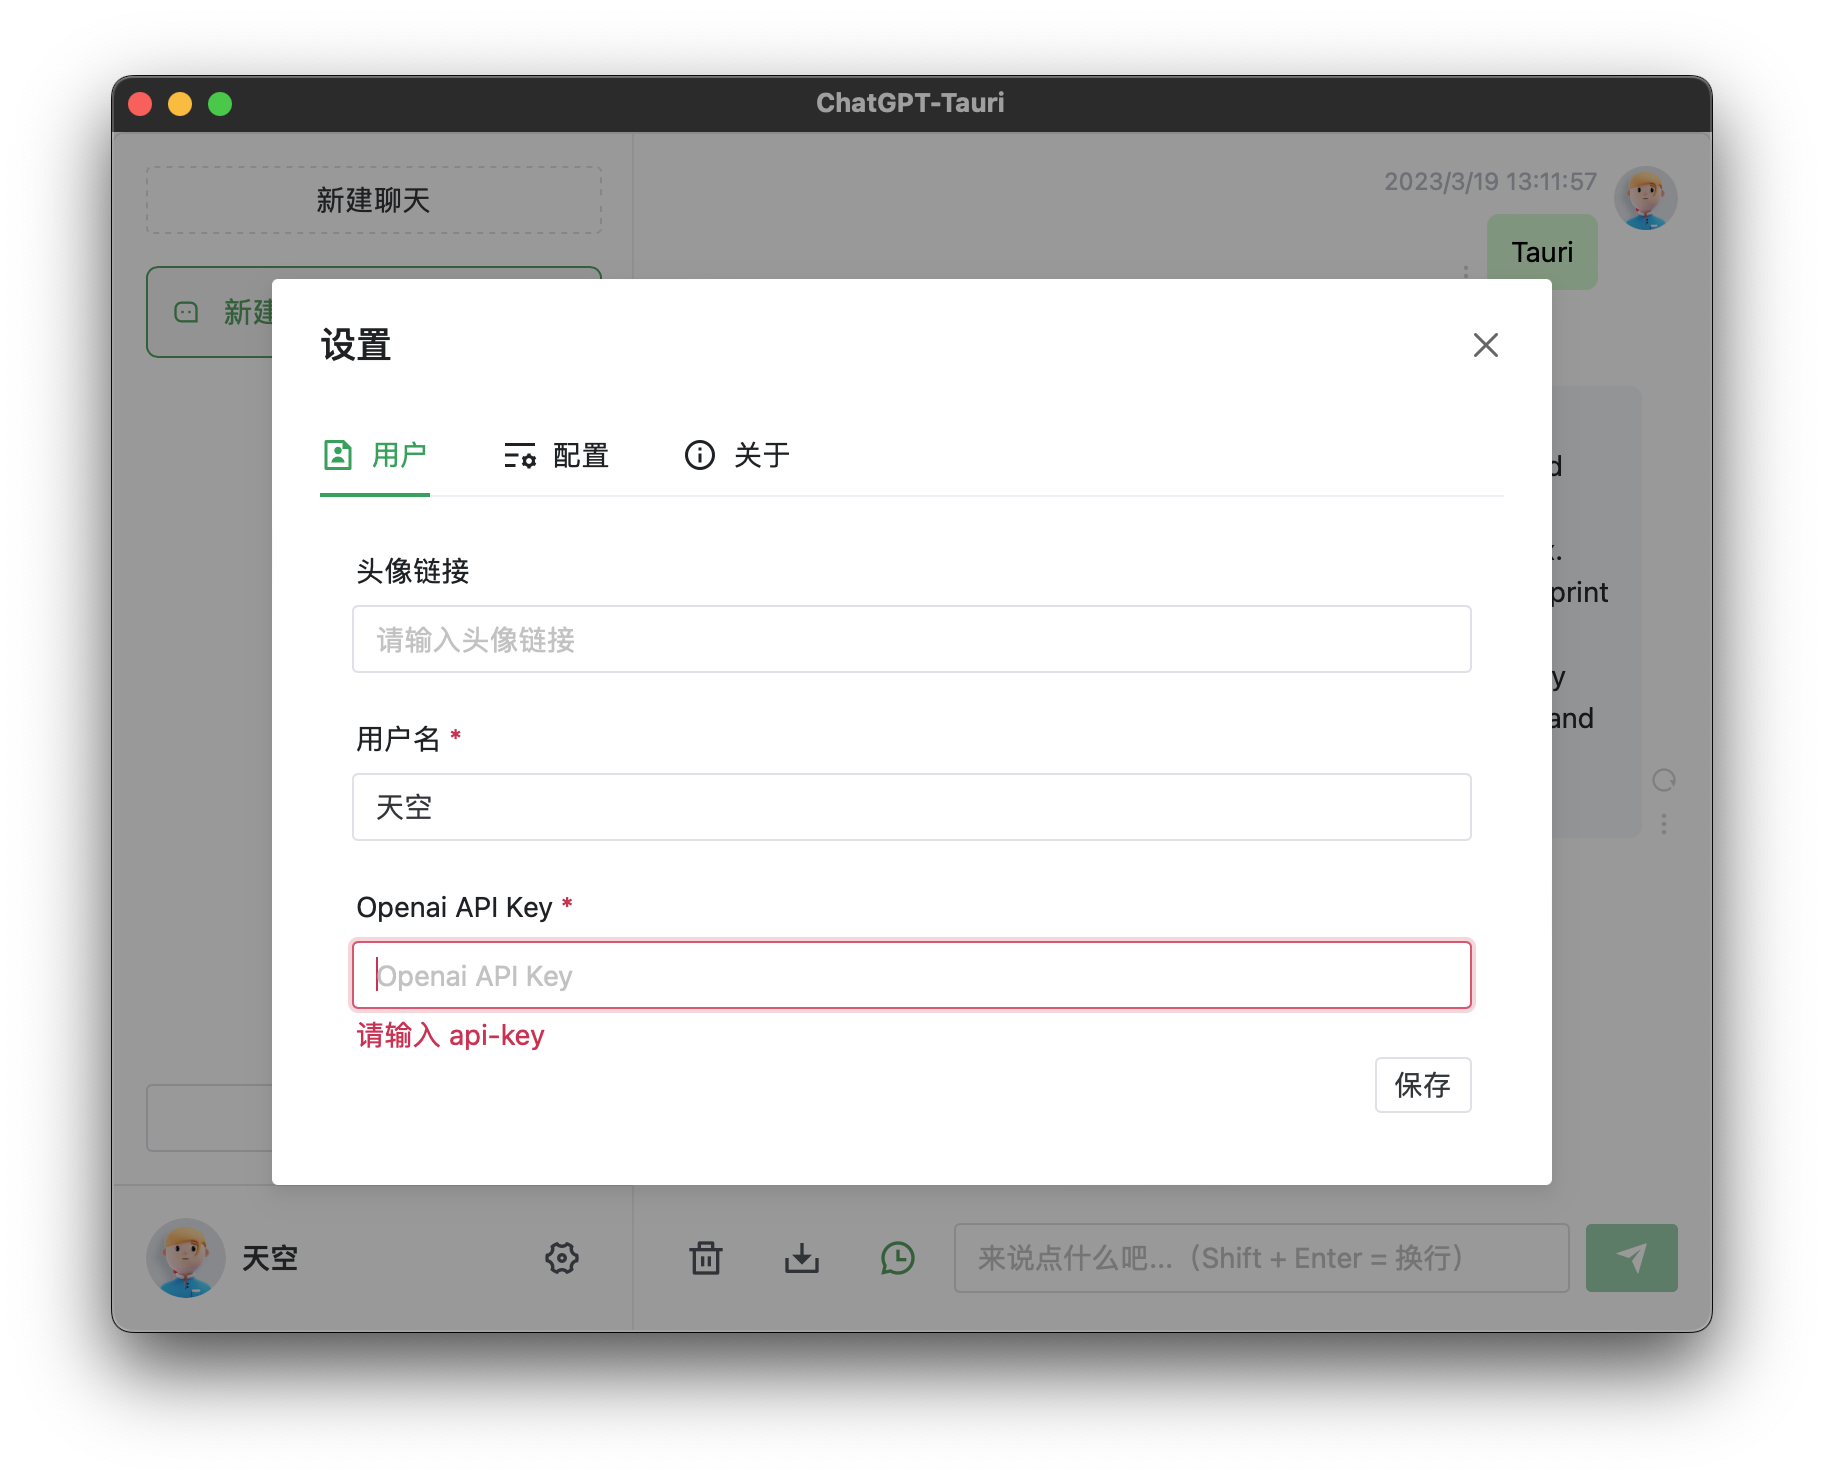 ChatGPT-Tauri
新建聊天
新建
2023/3/19 13:11:57
Tauri
print
and
设置
用户
配置
关于
头像链接
请输入头像链接
用户名 *
天空
Openai API Key *
Openai API Key
请输入 api-key
保存
天空
来说点什么吧...（Shift + Enter = 换行）